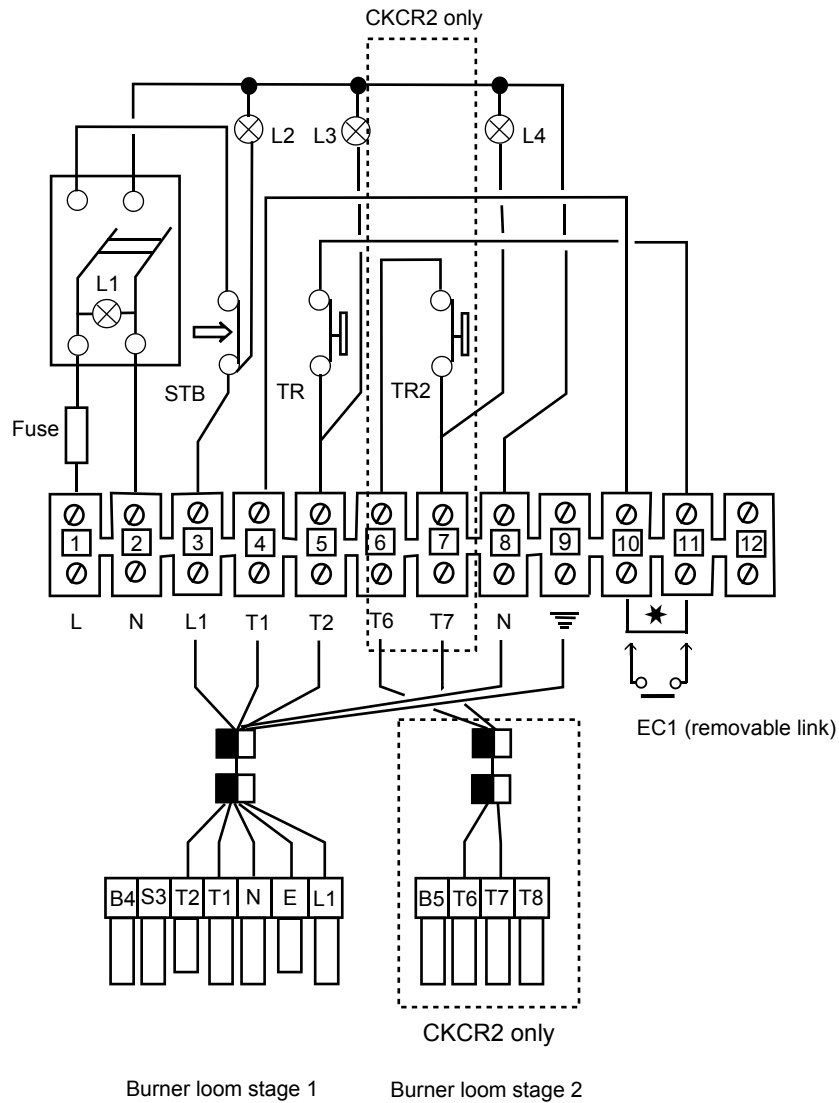 CKCR2 only
L2 L3 L4
L1
STB TR TR2
Fuse
1 2 3 4 5 6 7 8 9 10 11 12
L N L1 T1 T2 T6 T7 N
EC1 (removable link)
B4 S3 T2 T1 N E L1 B5 T6 T7 T8
CKCR2 only
Burner loom stage 1 Burner loom stage 2